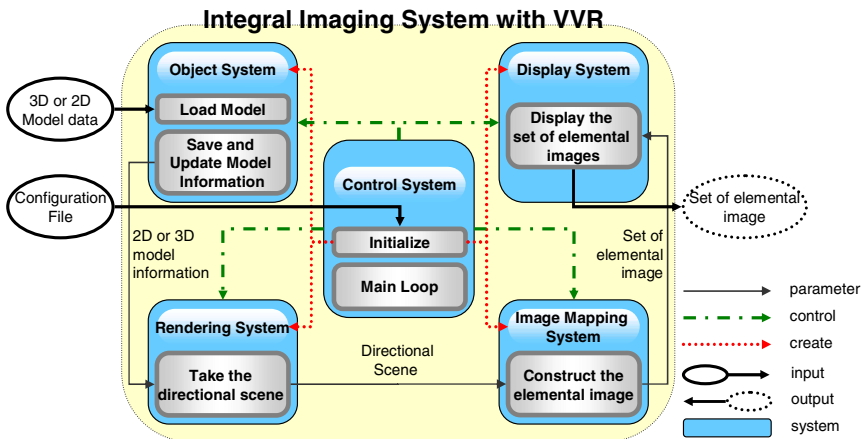 Integral Imaging System with VVR
Object System
Load Model
Save and
Update Model
Information
3D or 2D
Model data
Configuration
File
Display System
Display the
set of elemental
images
Control System
Initialize
Main Loop
Set of elemental
image
2D or 3D
model
information
Set of
elemental
image
Rendering System
Take the
directional scene
Directional
Scene
Image Mapping
System
Construct the
elemental image
parameter
control
create
input
output
system